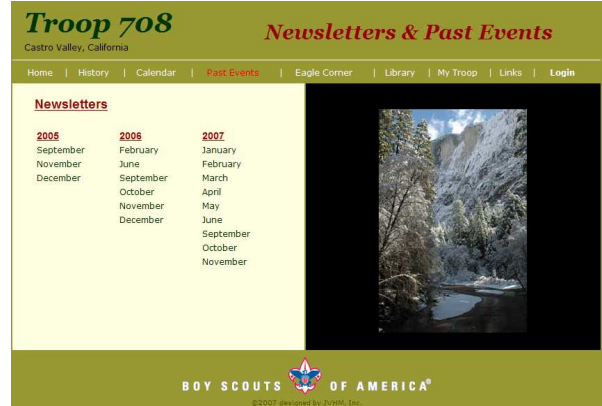 Troop 708
Castro Valley, California
Newsletters & Past Events
Home | History | Calendar | Past Events | Eagle Corner | Library | My Troop | Links | Login
Newsletters
2005 2006 2007
September February January
November June February
December September March
October April
November May
December June
September
October
November
BOY SCOUTS OF AMERICA®
©2007 designed by JVHM, Inc.